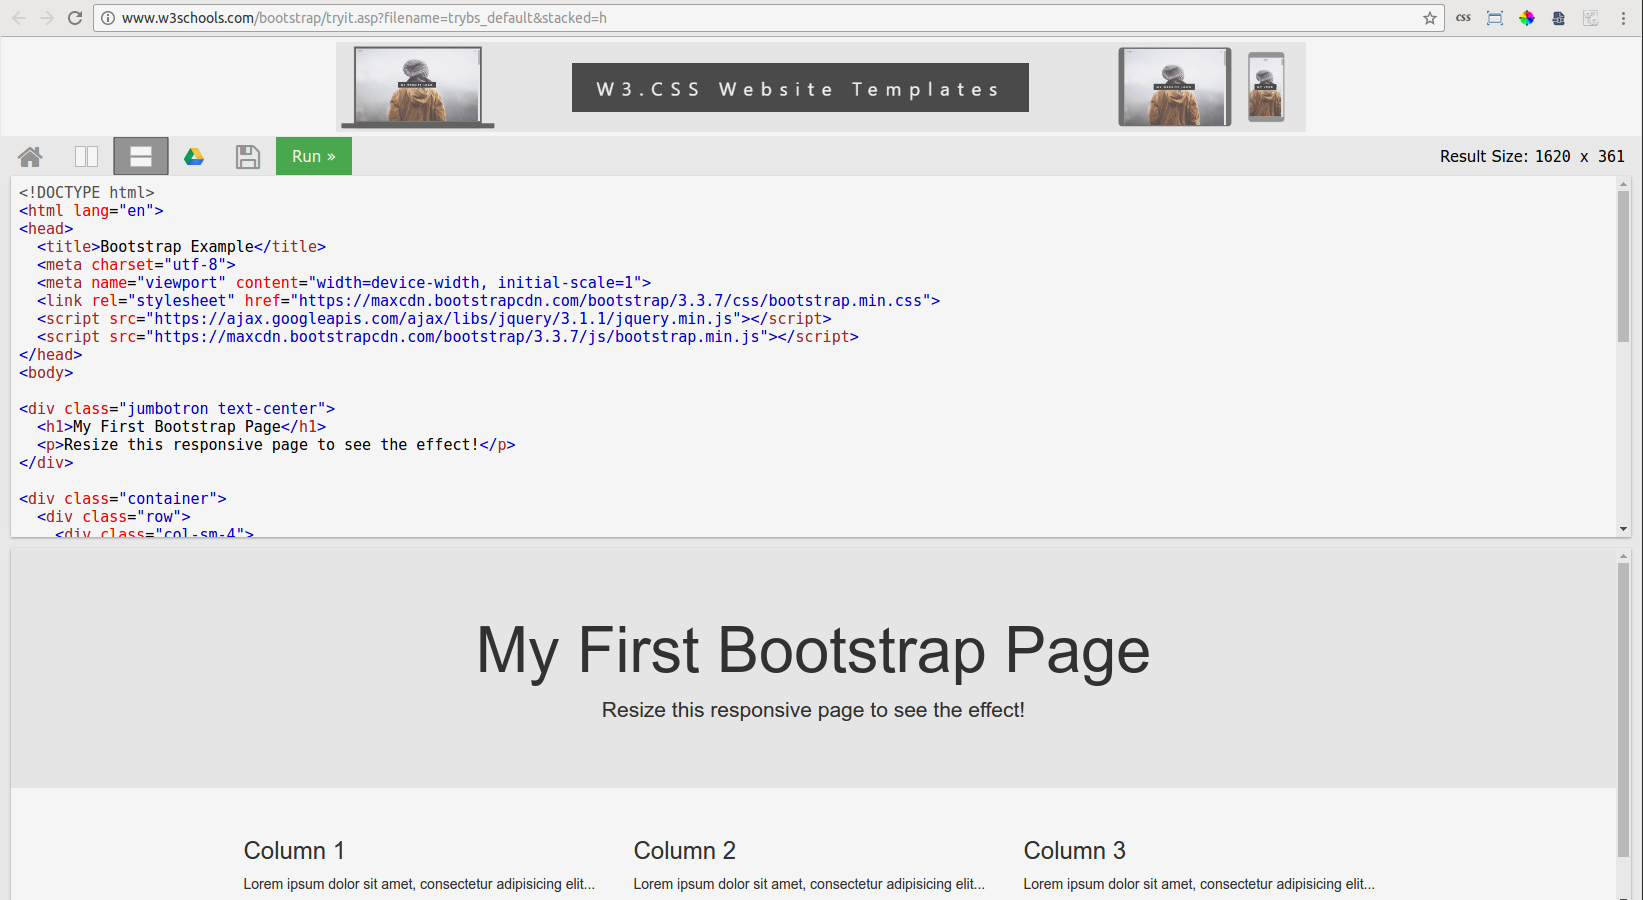 www.w3schools.com/bootstrap/tryit.asp?filename=trybs_default&stacked=h
css
W3.CSS Website Templates
Run »
Result Size: 1620 x 361
<!DOCTYPE html>
<html lang="en">
<head>
  <title>Bootstrap Example</title>
  <meta charset="utf-8">
  <meta name="viewport" content="width=device-width, initial-scale=1">
  <link rel="stylesheet" href="https://maxcdn.bootstrapcdn.com/bootstrap/3.3.7/css/bootstrap.min.css">
  <script src="https://ajax.googleapis.com/ajax/libs/jquery/3.1.1/jquery.min.js"></script>
  <script src="https://maxcdn.bootstrapcdn.com/bootstrap/3.3.7/js/bootstrap.min.js"></script>
</head>
<body>
<div class="jumbotron text-center">
  <h1>My First Bootstrap Page</h1>
  <p>Resize this responsive page to see the effect!</p>
</div>
<div class="container">
  <div class="row">
    <div class="col-sm-4">
My First Bootstrap Page
Resize this responsive page to see the effect!
Column 1
Lorem ipsum dolor sit amet, consectetur adipisicing elit...
Column 2
Lorem ipsum dolor sit amet, consectetur adipisicing elit...
Column 3
Lorem ipsum dolor sit amet, consectetur adipisicing elit...